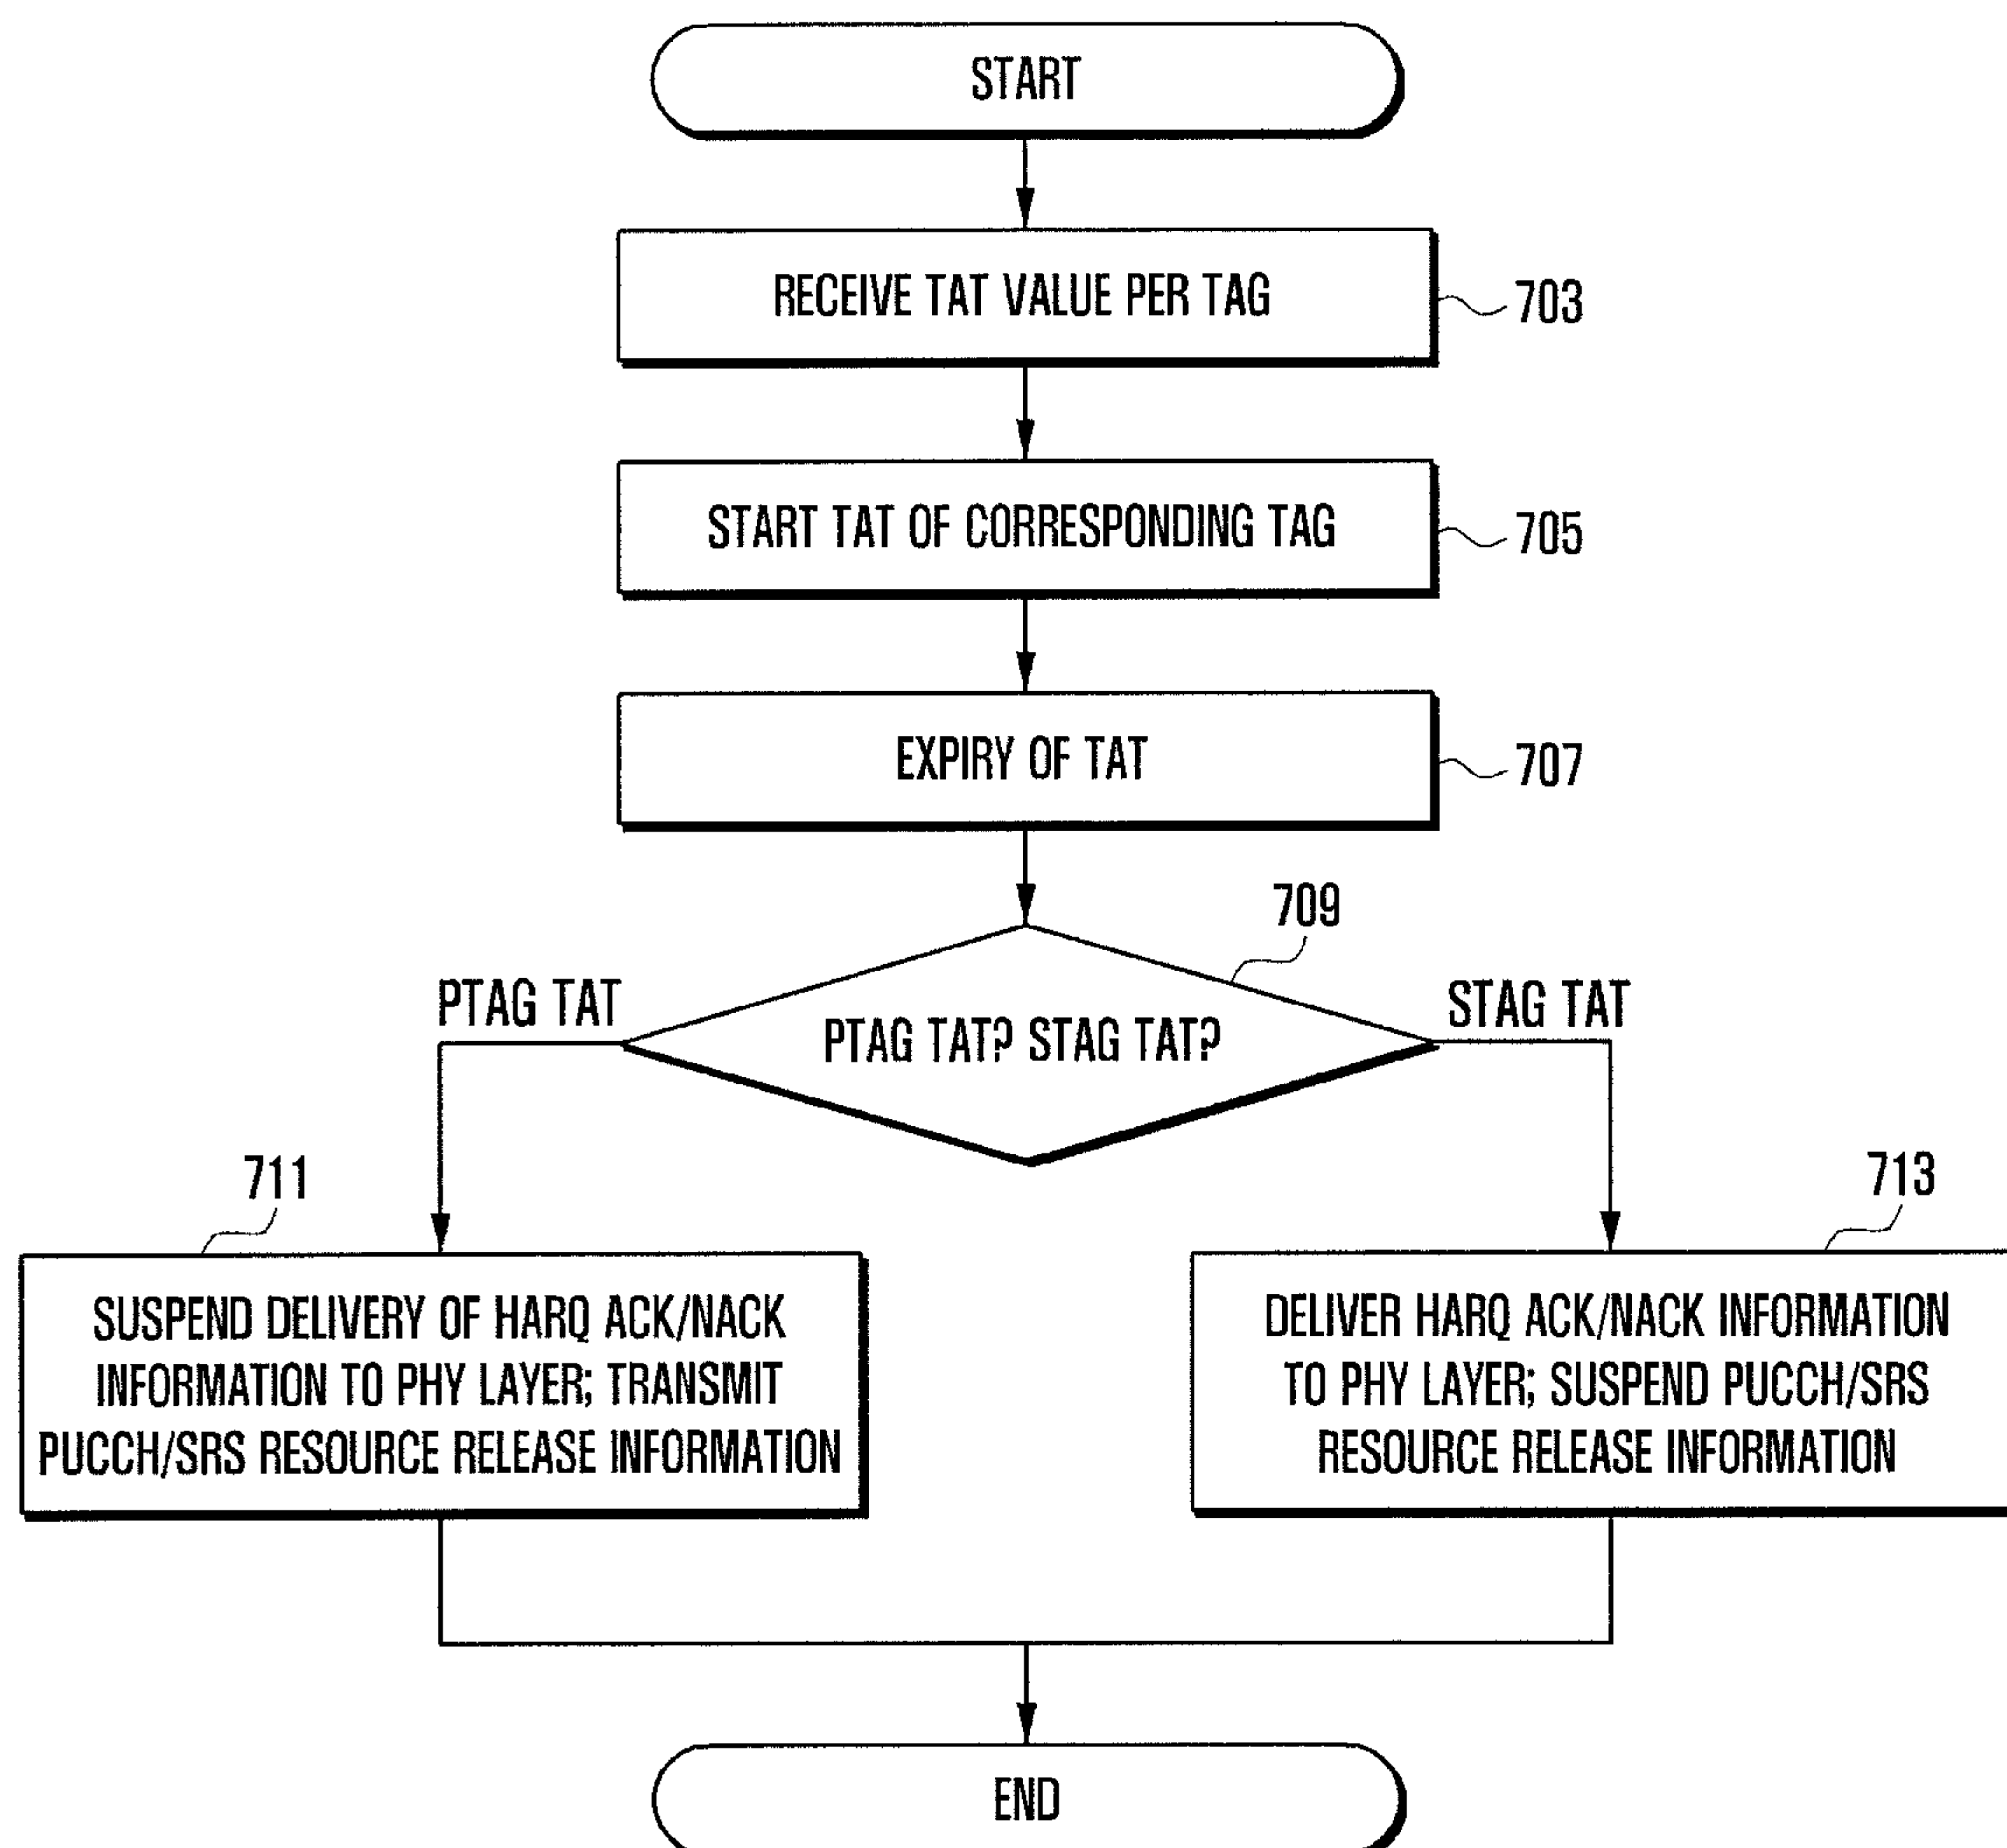 START
RECEIVE TAT VALUE PER TAG
703
START TAT OF CORRESPONDING TAG
705
EXPIRY OF TAT
707
709
PTAG TAT
PTAG TAT? STAG TAT?
STAG TAT
711
SUSPEND DELIVERY OF HARQ ACK/NACK
INFORMATION TO PHY LAYER; TRANSMIT
PUCCH/SRS RESOURCE RELEASE INFORMATION
713
DELIVER HARQ ACK/NACK INFORMATION
TO PHY LAYER; SUSPEND PUCCH/SRS
RESOURCE RELEASE INFORMATION
END